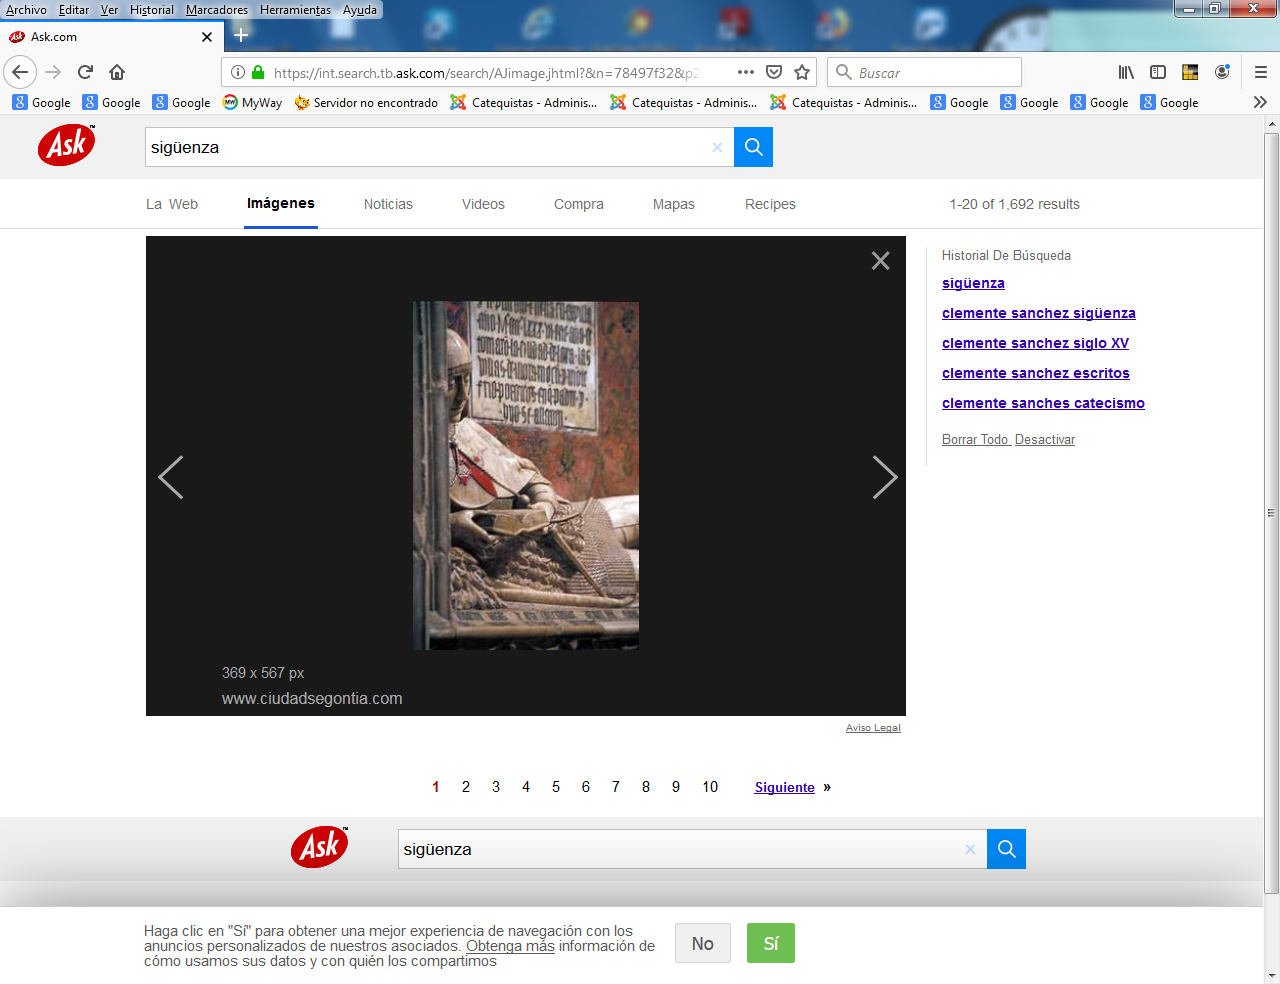 Archivo Editar Ver Historial Marcadores Herramientas Ayuda
Ask Ask.com
https://int.search.tb.ask.com/search/AJimage.jhtml?&n=78497f32&p2
Buscar
Google Google Google MyWay Servidor no encontrado Catequistas - Adminis... Catequistas - Adminis... Catequistas - Adminis... Google Google Google Google
Ask™ sigüenza
La Web Imágenes Noticias Videos Compra Mapas Recipes 1-20 of 1,692 results
Historial De Búsqueda
sigüenza
clemente sanchez sigüenza
clemente sanchez siglo XV
clemente sanchez escritos
clemente sanches catecismo
Borrar Todo Desactivar
369 x 567 px
www.ciudadsegontia.com
Aviso Legal
1 2 3 4 5 6 7 8 9 10 Siguiente »
Ask™ sigüenza
Haga clic en "Sí" para obtener una mejor experiencia de navegación con los
anuncios personalizados de nuestros asociados. Obtenga más información de
cómo usamos sus datos y con quién los compartimos
No Sí